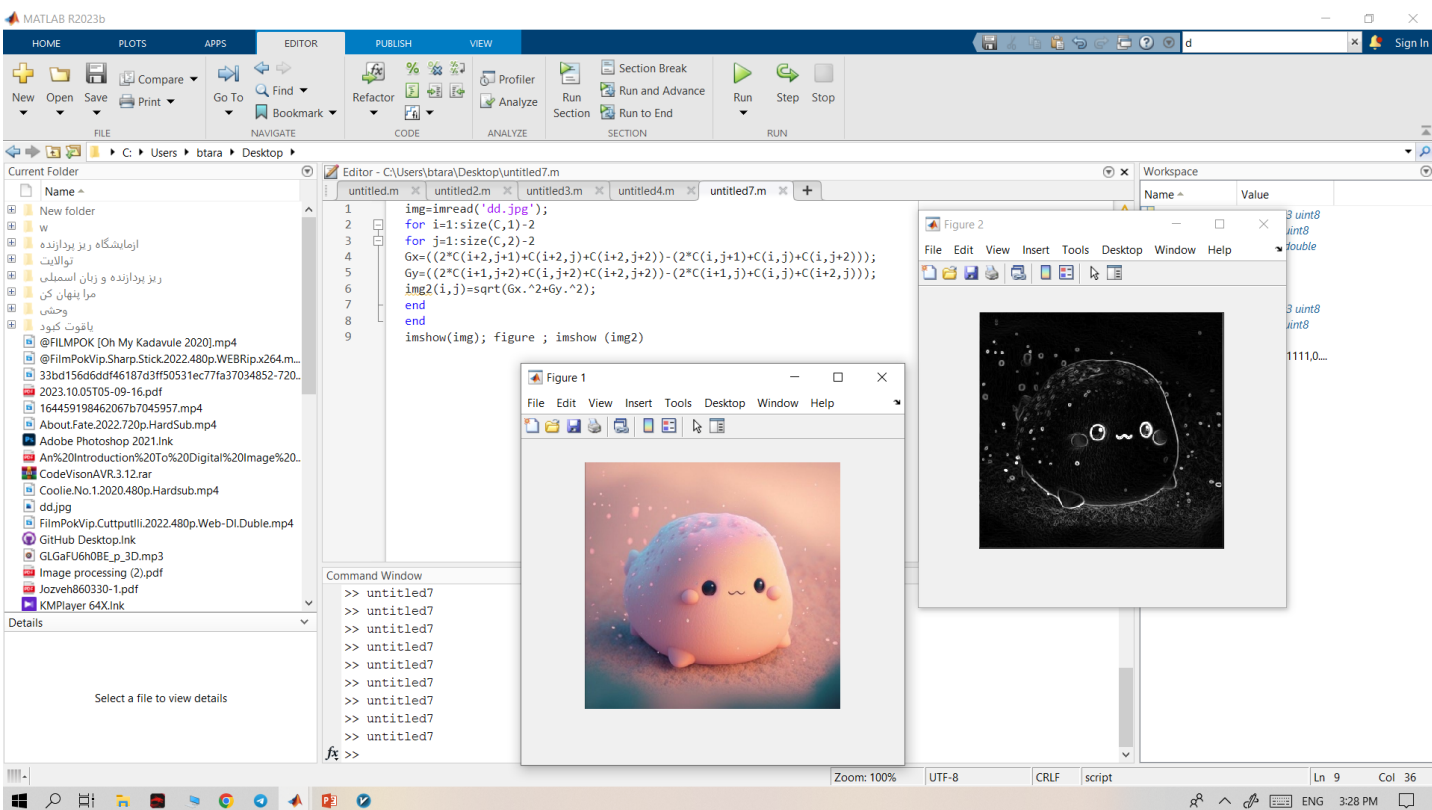 MATLAB R2023b
HOME PLOTS APPS EDITOR PUBLISH VIEW d Sign In
New Open Save Compare Print Go To Find Bookmark Refactor Profiler Analyze Run Section Section Break Run and Advance Run to End Run Step Stop
FILE NAVIGATE CODE ANALYZE SECTION RUN
C: Users btara Desktop
Current Folder
Name
New folder
w
ازمایشگاه ریز پردازنده
توالایت
ریز پردازنده و زبان اسمبلی
مرا پنهان کن
وحشی
یاقوت کبود
@FILMPOK [Oh My Kadavule 2020].mp4
@FilmPokVip.Sharp.Stick.2022.480p.WEBRip.x264.m...
33bd156d6ddf46187d3ff50531ec77fa37034852-720...
2023.10.05T05-09-16.pdf
164459198462067b7045957.mp4
About.Fate.2022.720p.HardSub.mp4
Adobe Photoshop 2021.lnk
An%20Introduction%20To%20Digital%20Image%20...
CodeVisonAVR.3.12.rar
Coolie.No.1.2020.480p.Hardsub.mp4
dd.jpg
FilmPokVip.Cuttputlli.2022.480p.Web-Dl.Duble.mp4
GitHub Desktop.lnk
GLGaFU6h0BE_p_3D.mp3
Image processing (2).pdf
Jozveh860330-1.pdf
KMPlayer 64X.lnk
Details
Select a file to view details
Editor - C:\Users\btara\Desktop\untitled7.m
untitled.m untitled2.m untitled3.m untitled4.m untitled7.m
1 img=imread('dd.jpg');
2 for i=1:size(C,1)-2
3 for j=1:size(C,2)-2
4 Gx=((2*C(i+2,j+1)+C(i+2,j)+C(i+2,j+2))-(2*C(i,j+1)+C(i,j)+C(i,j+2)));
5 Gy=((2*C(i+1,j+2)+C(i,j+2)+C(i+2,j+2))-(2*C(i+1,j)+C(i,j)+C(i+2,j)));
6 img2(i,j)=sqrt(Gx.^2+Gy.^2);
7 end
8 end
9 imshow(img); figure ; imshow (img2)
Command Window
>> untitled7
>> untitled7
>> untitled7
>> untitled7
>> untitled7
>> untitled7
>> untitled7
>> untitled7
>> untitled7
fx >>
Figure 1
File Edit View Insert Tools Desktop Window Help
Workspace
Name Value
3 uint8
uint8
double
3 uint8
uint8
1111,0....
Figure 2
File Edit View Insert Tools Desktop Window Help
Zoom: 100% UTF-8 CRLF script Ln 9 Col 36
ENG 3:28 PM